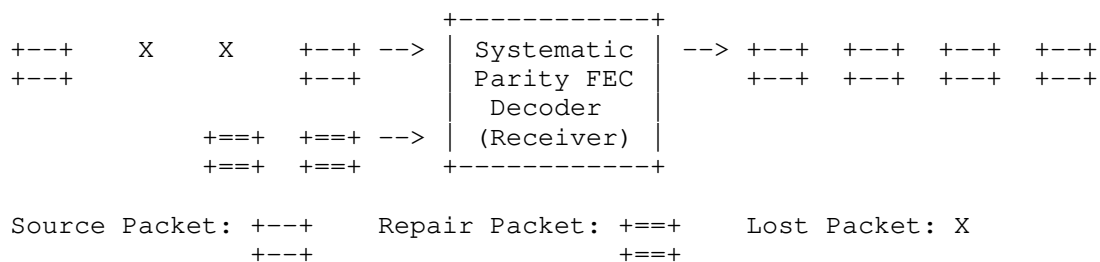 +------------+
+--+    X    X    +--+ -->    | Systematic | --> +--+  +--+  +--+  +--+
+--+              +--+        | Parity FEC |     +--+  +--+  +--+  +--+
                              |  Decoder   |
            +==+  +==+ -->    | (Receiver) |
            +==+  +==+        +------------+
Source Packet: +--+    Repair Packet: +==+    Lost Packet: X
               +--+                   +==+